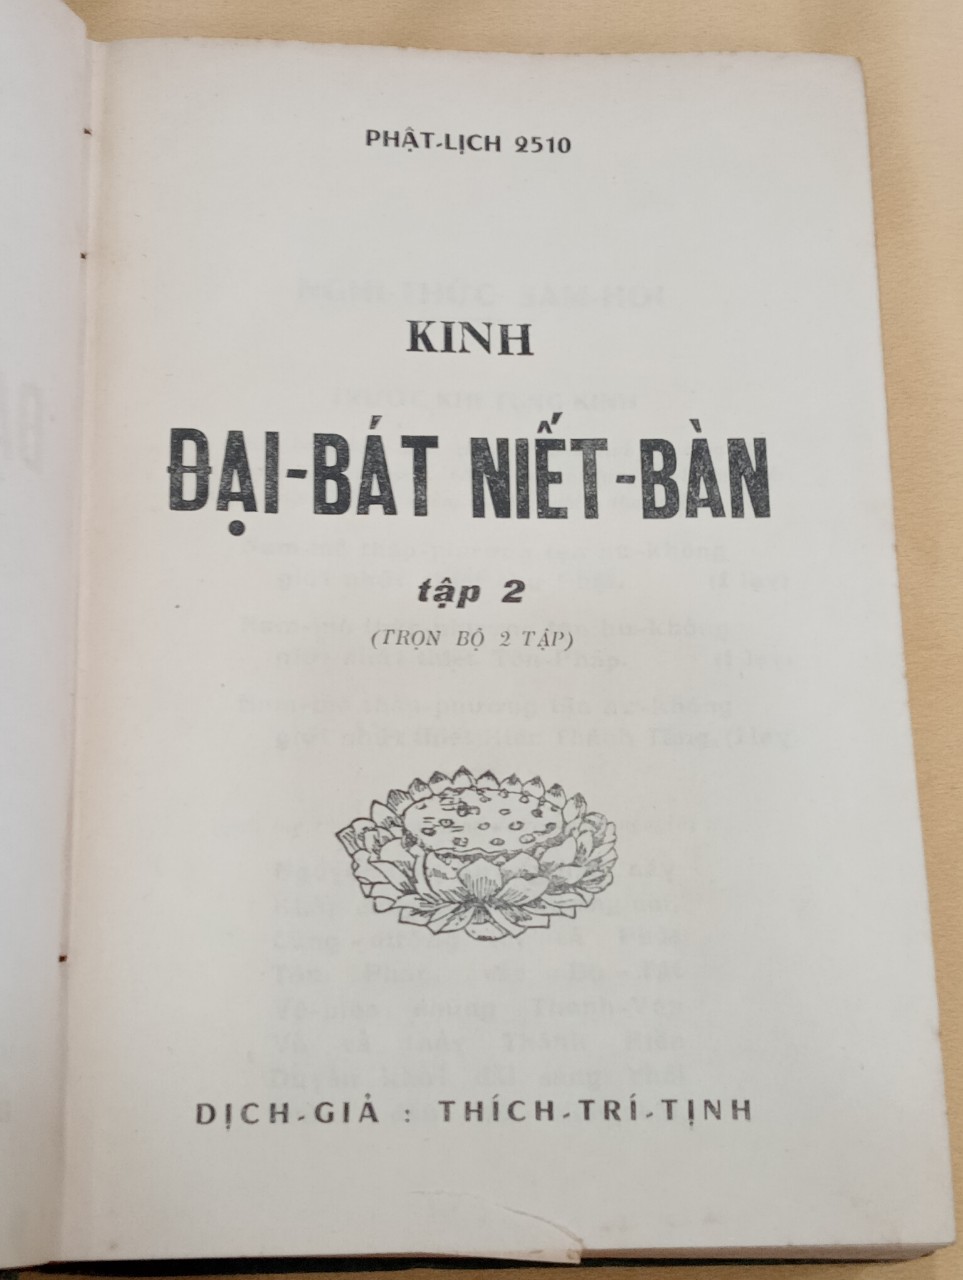 PHẬT-LỊCH 2510
KINH
ĐẠI-BÁT NIẾT-BÀN
tập 2
(TRỌN BỘ 2 TẬP)
DỊCH-GIẢ : THÍCH-TRÍ-TỊNH